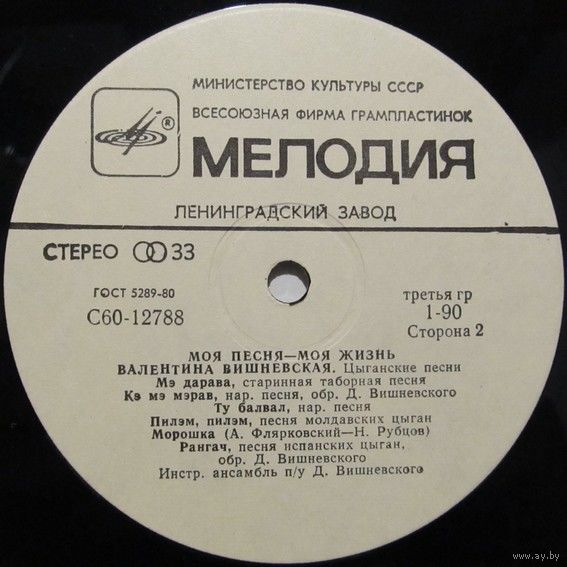 МИНИСТЕРСТВО КУЛЬТУРЫ СССР
ВСЕСОЮЗНАЯ ФИРМА ГРАМПЛАСТИНОК
®
МЕЛОДИЯ
ЛЕНИНГРАДСКИЙ ЗАВОД
СТЕРЕО 33
ГОСТ 5289-80
С60-12788
третья гр
1-90
Сторона 2
МОЯ ПЕСНЯ—МОЯ ЖИЗНЬ
ВАЛЕНТИНА ВИШНЕВСКАЯ. Цыганские песни
Мэ дарава, старинная таборная песня
Кэ мэ мэрав, нар. песня, обр. Д. Вишневского
Ту балвал, нар. песня
Пилэм, пилэм, песня молдавских цыган
Морошка (А. Флярковский—Н. Рубцов)
Рангач, песня испанских цыган,
обр. Д. Вишневского
Инстр. ансамбль п/у Д. Вишневского
www.ay.by